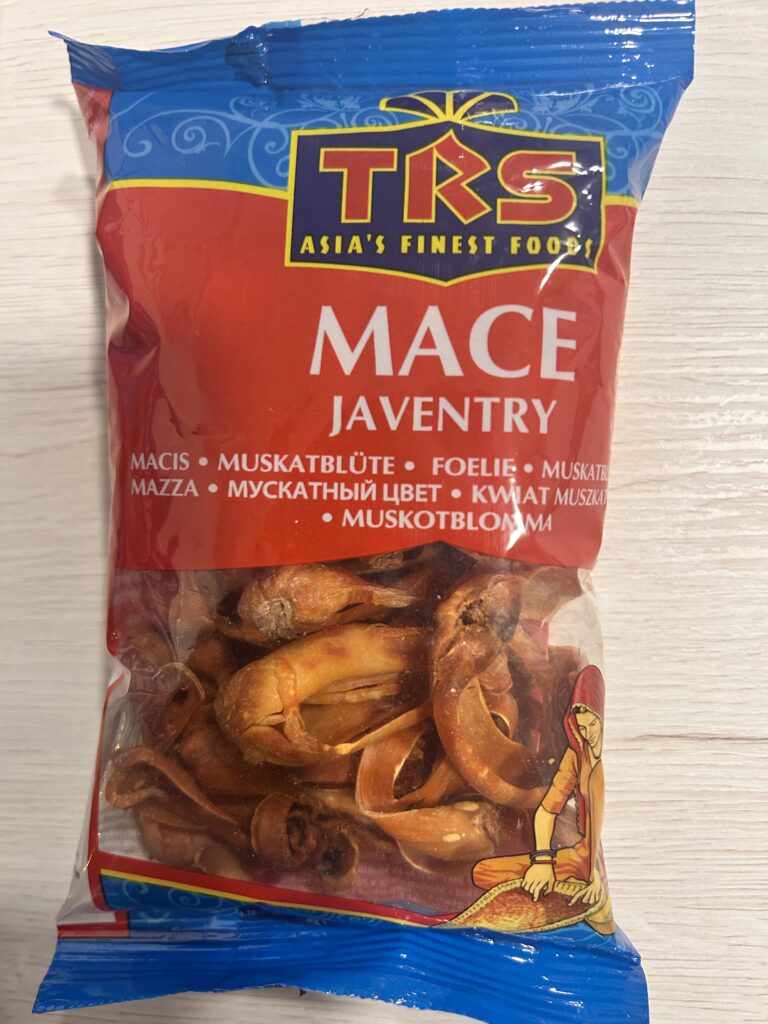 TRS
ASIA'S FINEST FOODS
MACE
JAVENTRY
MACIS • MUSKATBLÜTE • FOELIE •
MAZZA • МУСКАТНЫЙ ЦВЕТ • KWIAT
• MUSKOTBLOMMA